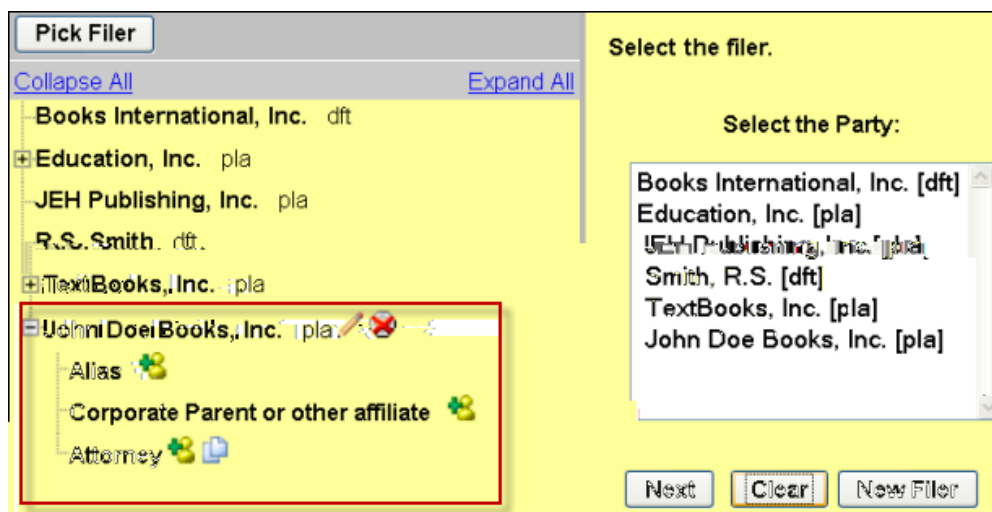 Pick Filer
Collapse All Expand All
Books International, Inc. dft
Education, Inc. pla
JEH Publishing, Inc. pla
R.S. Smith dft
TextBooks, Inc. pla
John Doe Books, Inc. pla
Alias
Corporate Parent or other affiliate
Attorney
Select the filer.
Select the Party:
Books International, Inc. [dft]
Education, Inc. [pla]
JEH Publishing, Inc. [pla]
Smith, R.S. [dft]
TextBooks, Inc. [pla]
John Doe Books, Inc. [pla]
Next Clear New Filer